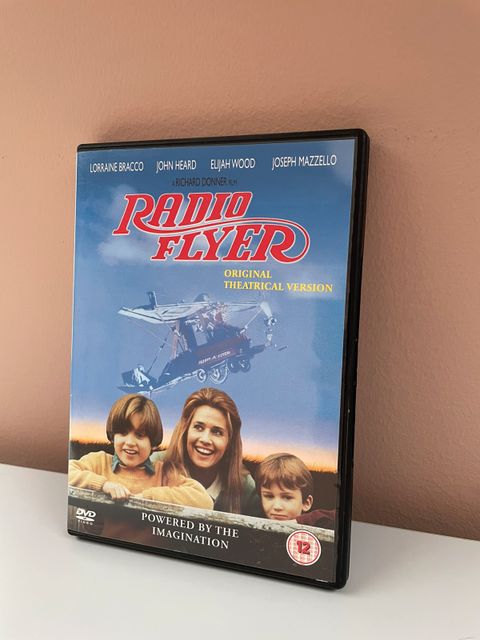 LORRAINE BRACCO JOHN HEARD ELIJAH WOOD JOSEPH MAZZELLO
A RICHARD DONNER FILM
RADIO
FLYER
ORIGINAL
THEATRICAL VERSION
DVD
VIDEO
POWERED BY THE
IMAGINATION
12